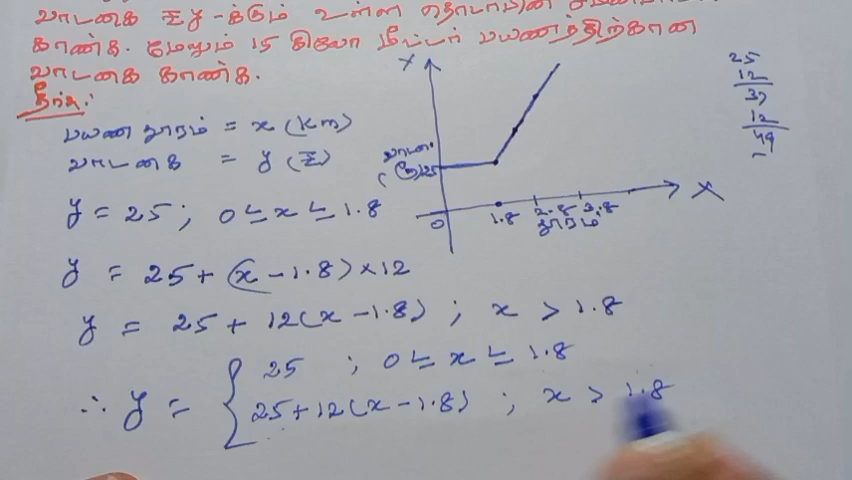 வாடகை ₹y-க்கும் உள்ள
காண்க. மேலும் 15 கிலோ மீட்டர் பயணத்திற்கான
வாடகை காண்க.
தீர்வு:
பயண தூரம் = x (km)
வாடகை = y (₹)
y = 25 ; 0 ≤ x ≤ 1.8
y = 25 + (x - 1.8) × 12
y = 25 + 12(x - 1.8) ; x > 1.8
∴ y = { 25 ; 0 ≤ x ≤ 1.8
25 + 12(x - 1.8) ; x > 1.8
Y
வாடகை
(ரூ) 25
0
1.8 2.8 3.8
தூரம்
X
25
12
37
12
49